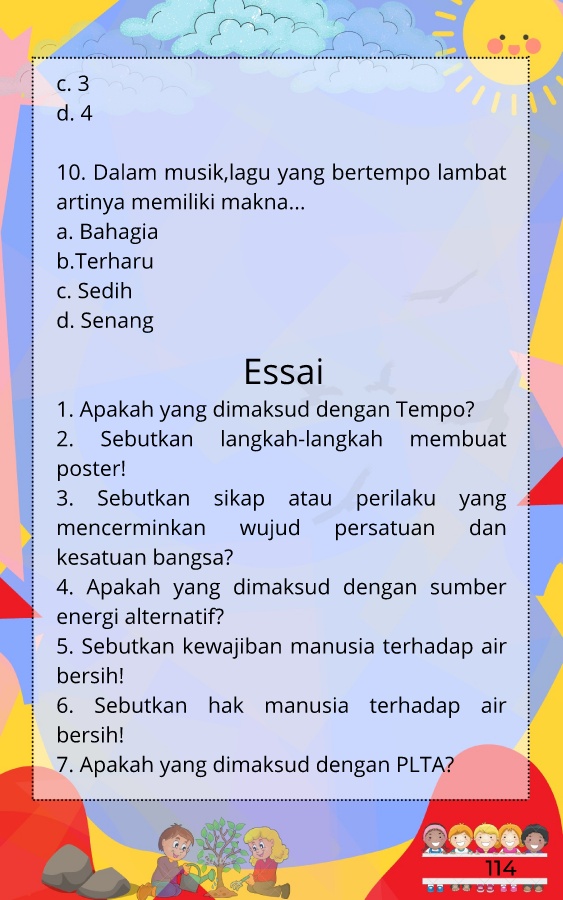 c. 3
d. 4
10. Dalam musik,lagu yang bertempo lambat
artinya memiliki makna...
a. Bahagia
b.Terharu
c. Sedih
d. Senang
Essai
1. Apakah yang dimaksud dengan Tempo?
2. Sebutkan langkah-langkah membuat
poster!
3. Sebutkan sikap atau perilaku yang
mencerminkan wujud persatuan dan
kesatuan bangsa?
4. Apakah yang dimaksud dengan sumber
energi alternatif?
5. Sebutkan kewajiban manusia terhadap air
bersih!
6. Sebutkan hak manusia terhadap air
bersih!
7. Apakah yang dimaksud dengan PLTA?
114